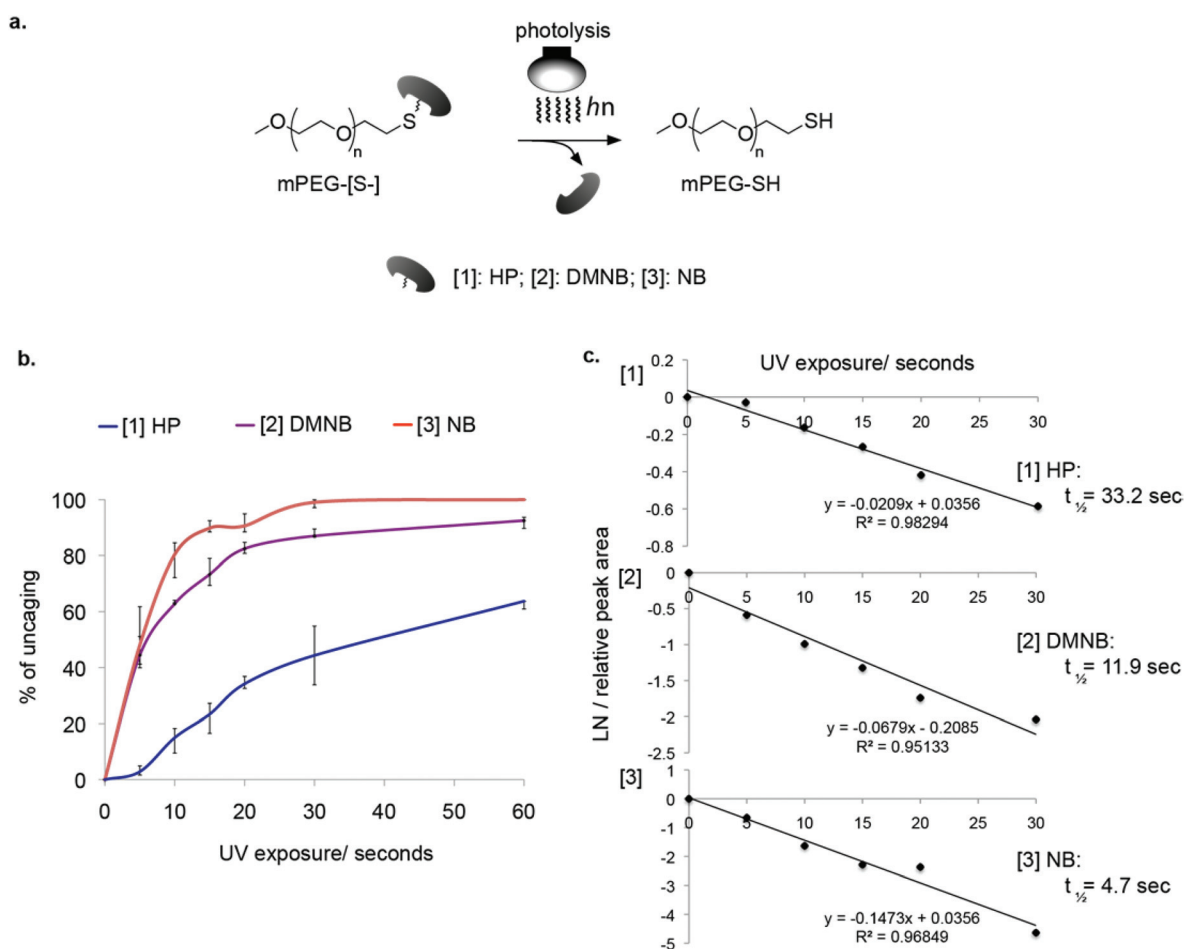 a.
photolysis
hn
O
O
n
S
mPEG-[S-]
O
O
n
SH
mPEG-SH
[1]: HP; [2]: DMNB; [3]: NB
b.
[1] HP [2] DMNB [3] NB
% of uncaging
100
80
60
40
20
0
0 10 20 30 40 50 60
UV exposure/ seconds
c.
UV exposure/ seconds
LN / relative peak area
[1]
0.2
0
-0.2
-0.4
-0.6
-0.8
0 5 10 15 20 25 30
y = -0.0209x + 0.0356
R² = 0.98294
[1] HP:
t ½ = 33.2 sec
[2]
0
-0.5
-1
-1.5
-2
-2.5
0 5 10 15 20 25 30
y = -0.0679x - 0.2085
R² = 0.95133
[2] DMNB:
t ½ = 11.9 sec
[3]
1
0
-1
-2
-3
-4
-5
0 5 10 15 20 25 30
y = -0.1473x + 0.0356
R² = 0.96849
[3] NB:
t ½ = 4.7 sec